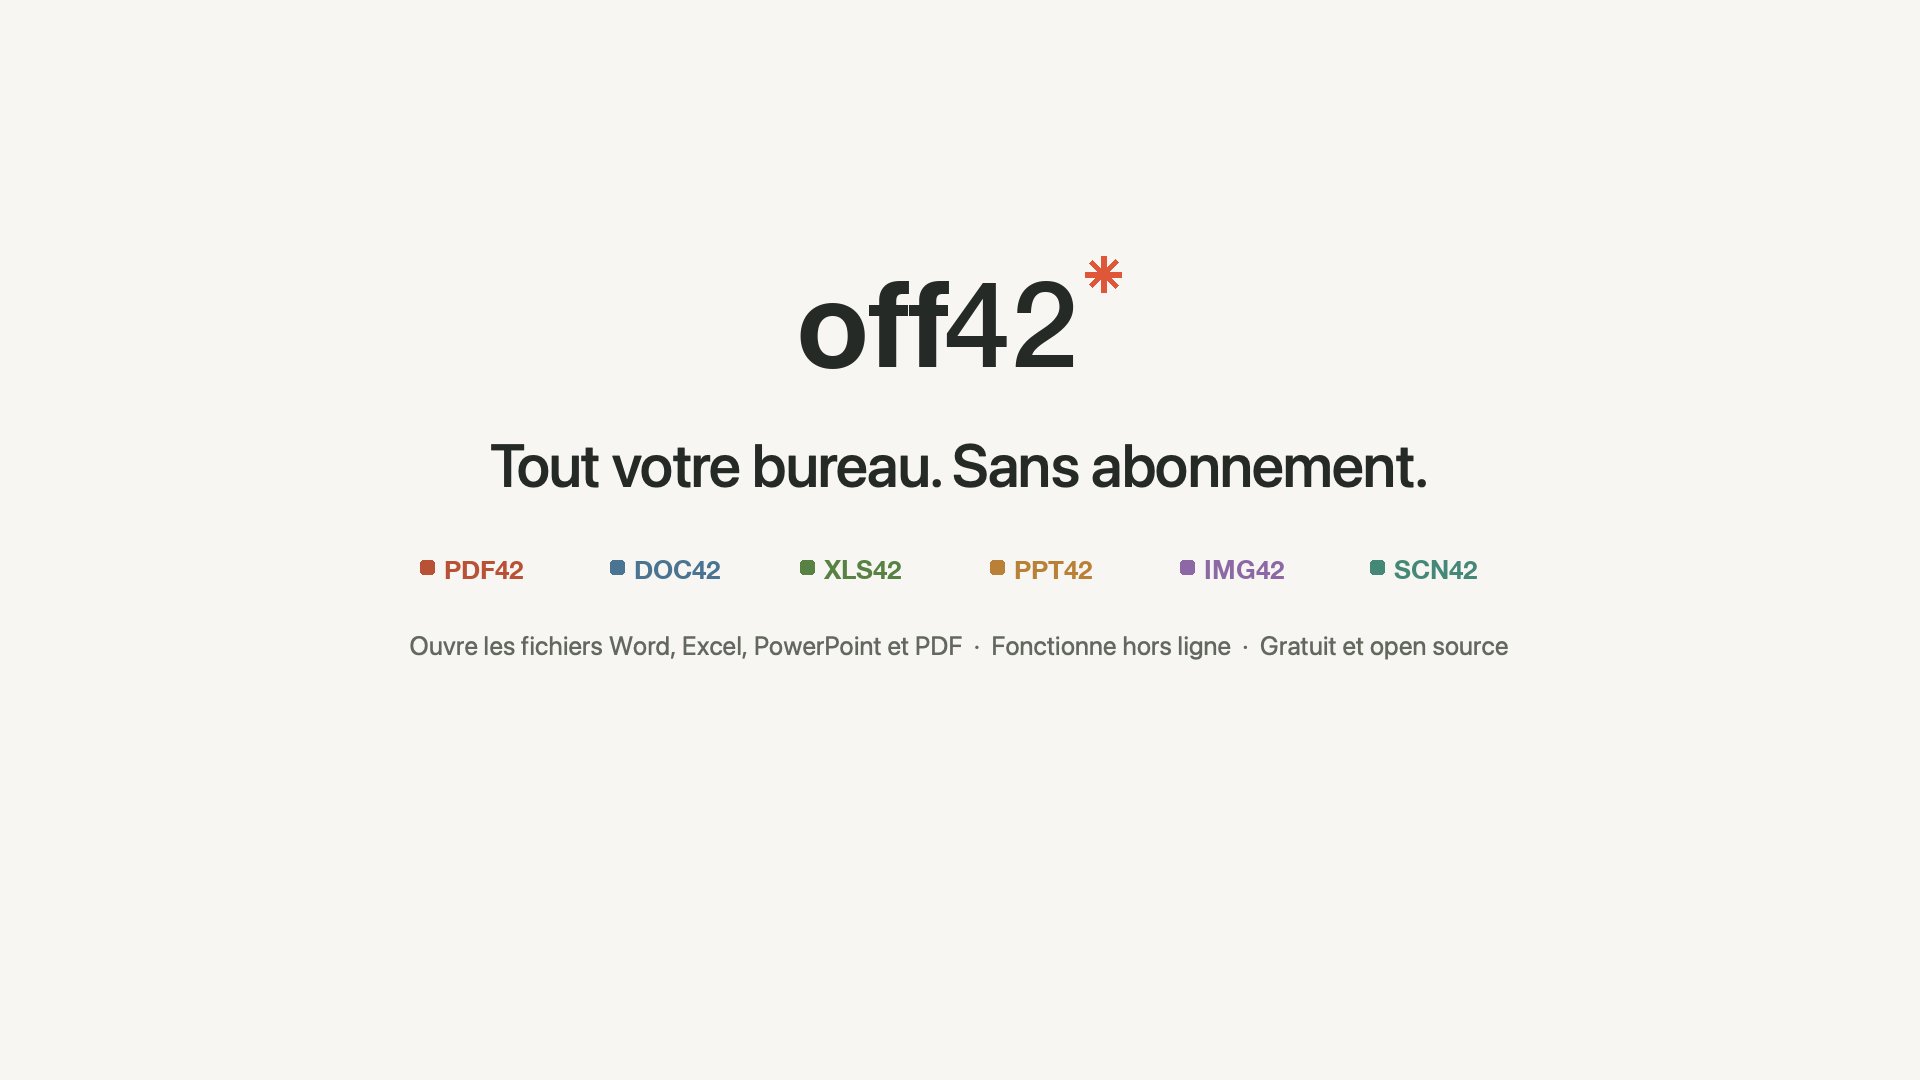 off42*
Tout votre bureau. Sans abonnement.
PDF42 DOC42 XLS42 PPT42 IMG42 SCN42
Ouvre les fichiers Word, Excel, PowerPoint et PDF · Fonctionne hors ligne · Gratuit et open source